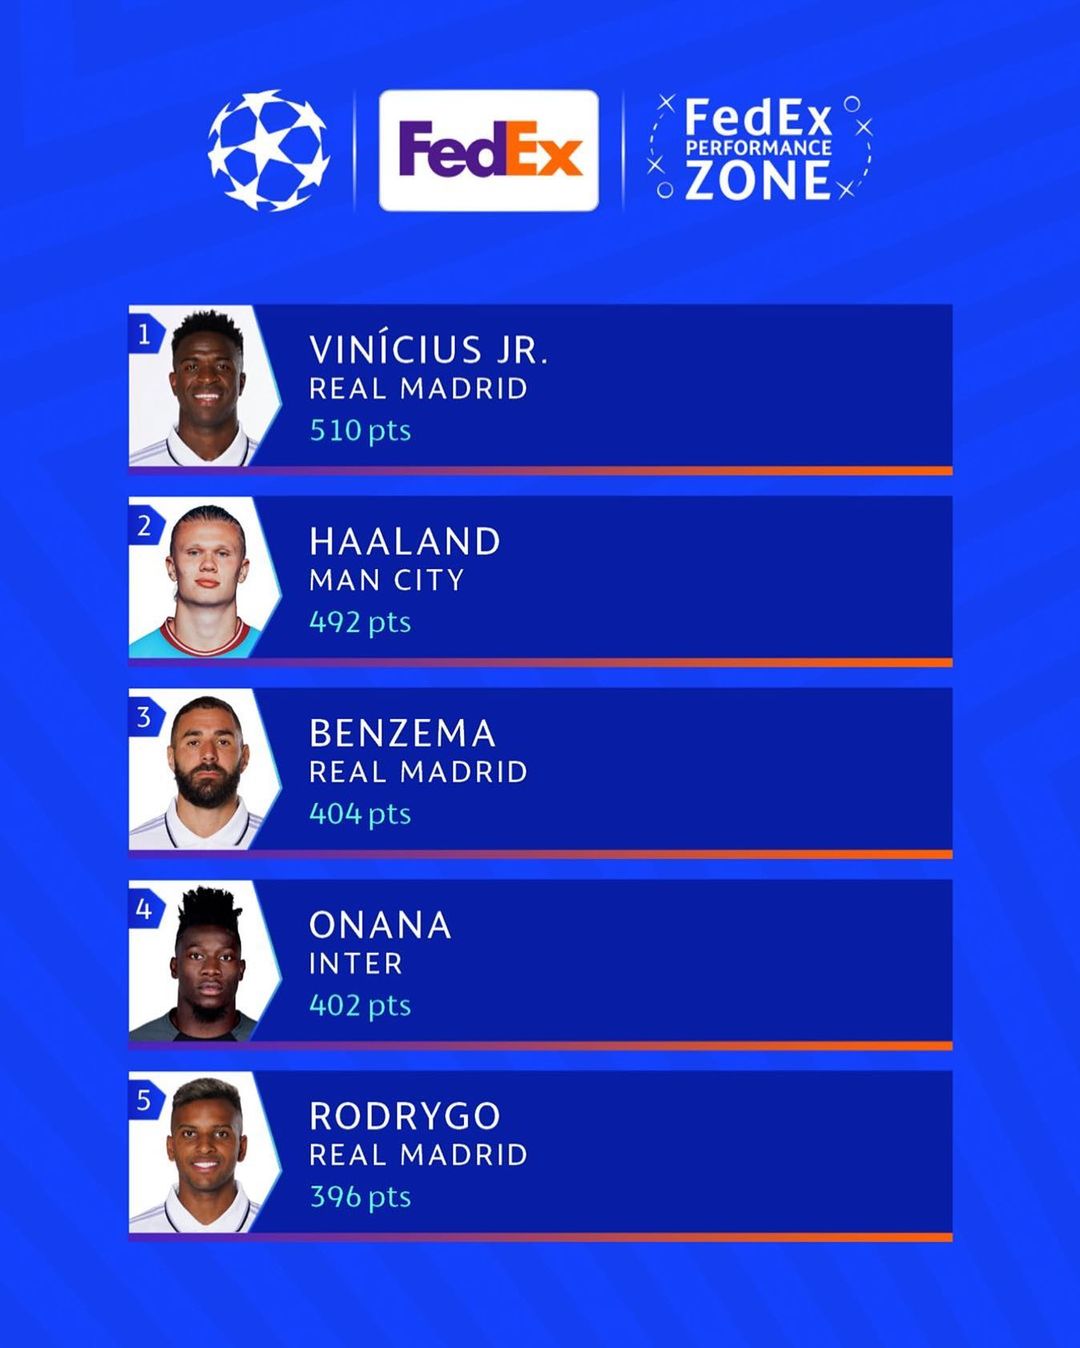 FedEx
FedEx
PERFORMANCE
ZONE
1
VINÍCIUS JR.
REAL MADRID
510 pts
2
HAALAND
MAN CITY
492 pts
3
BENZEMA
REAL MADRID
404 pts
4
ONANA
INTER
402 pts
5
RODRYGO
REAL MADRID
396 pts